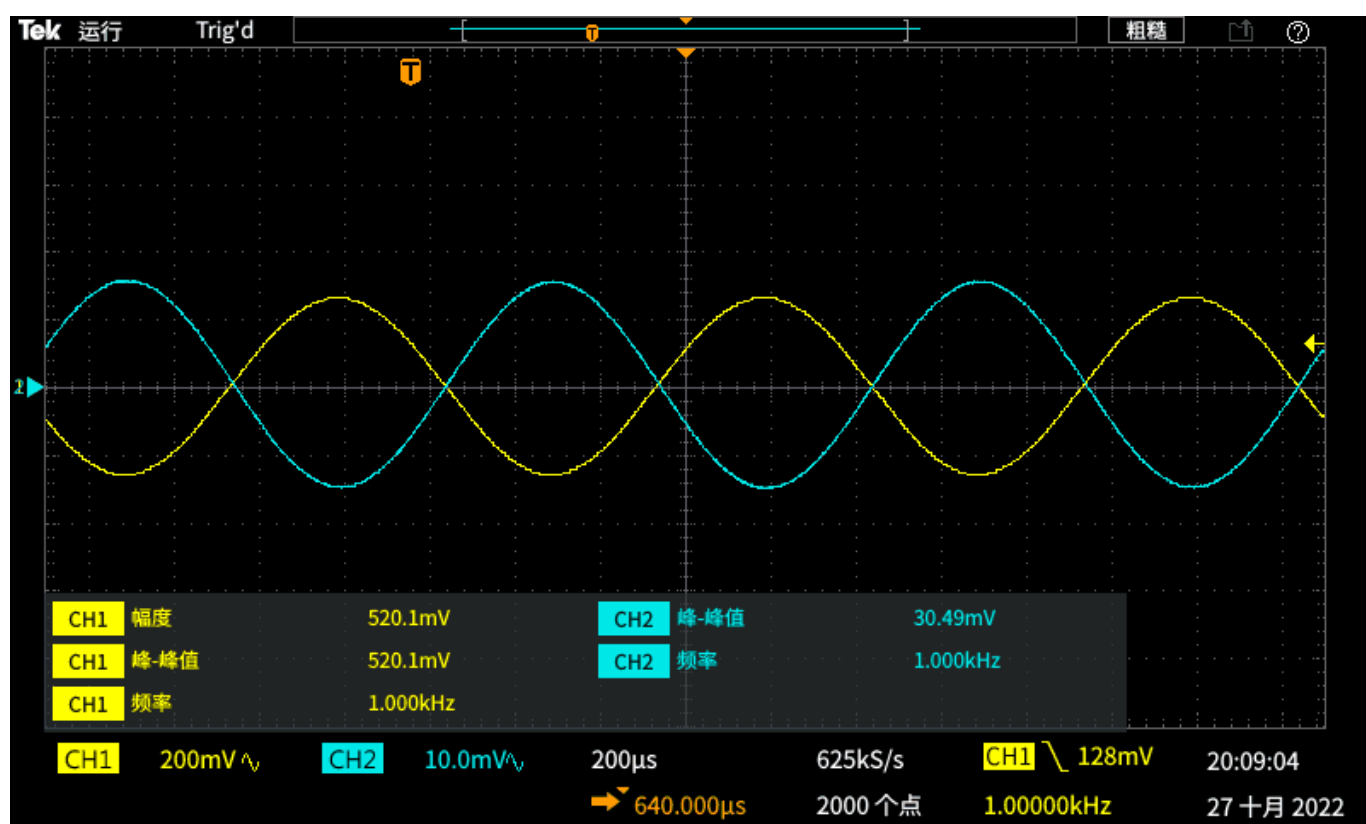 Tek 运行 Trig'd 粗糙 ?
T
T
2
CH1 幅度 520.1mV CH2 峰-峰值 30.49mV
CH1 峰-峰值 520.1mV CH2 频率 1.000kHz
CH1 频率 1.000kHz
CH1 200mV CH2 10.0mV 200µs 625kS/s CH1 128mV 20:09:04
640.000µs 2000 个点 1.00000kHz 27 十月 2022